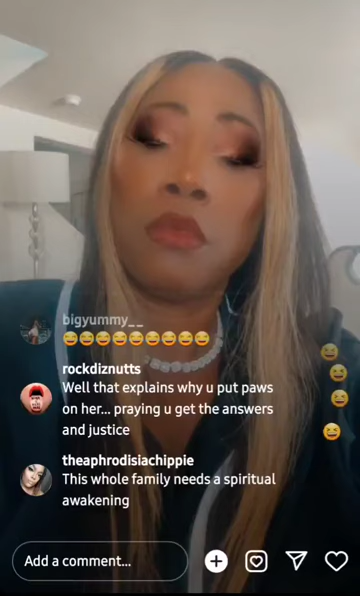 bigyummy__
😂😂😂😂😂😂😂😂😂😂
rockdiznutts
Well that explains why u put paws
on her... praying u get the answers
and justice
theaphrodisiachippie
This whole family needs a spiritual
awakening
Add a comment...